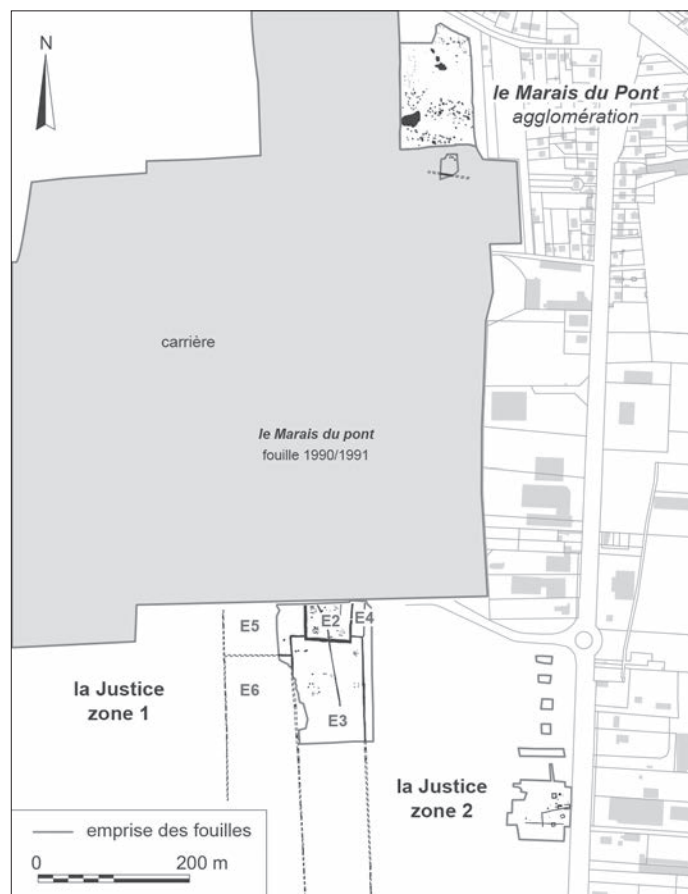 N
le Marais du Pont
agglomération
carrière
le Marais du pont
fouille 1990/1991
E5
E2
E4
E6
la Justice
zone 1
E3
la Justice
zone 2
emprise des fouilles
0
200 m